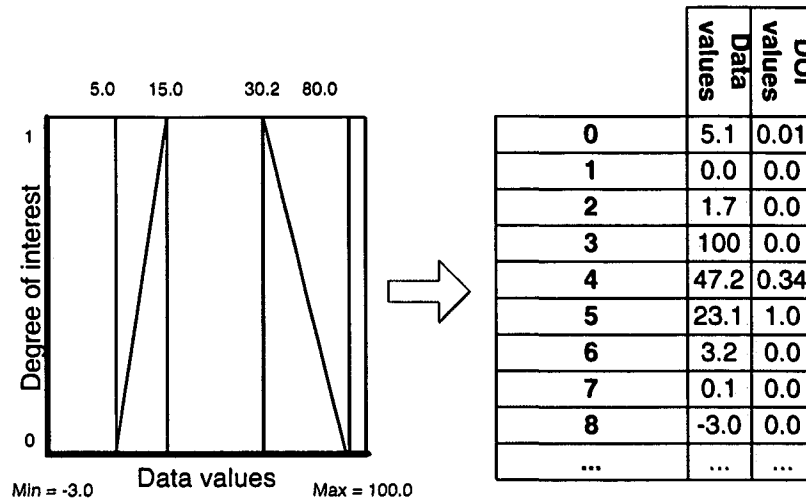 5.0 15.0 30.2 80.0
1
Degree of interest
0
Min = -3.0
Data values
Max = 100.0
Data values DOI values
0 5.1 0.01
1 0.0 0.0
2 1.7 0.0
3 100 0.0
4 47.2 0.34
5 23.1 1.0
6 3.2 0.0
7 0.1 0.0
8 -3.0 0.0
... ... ...